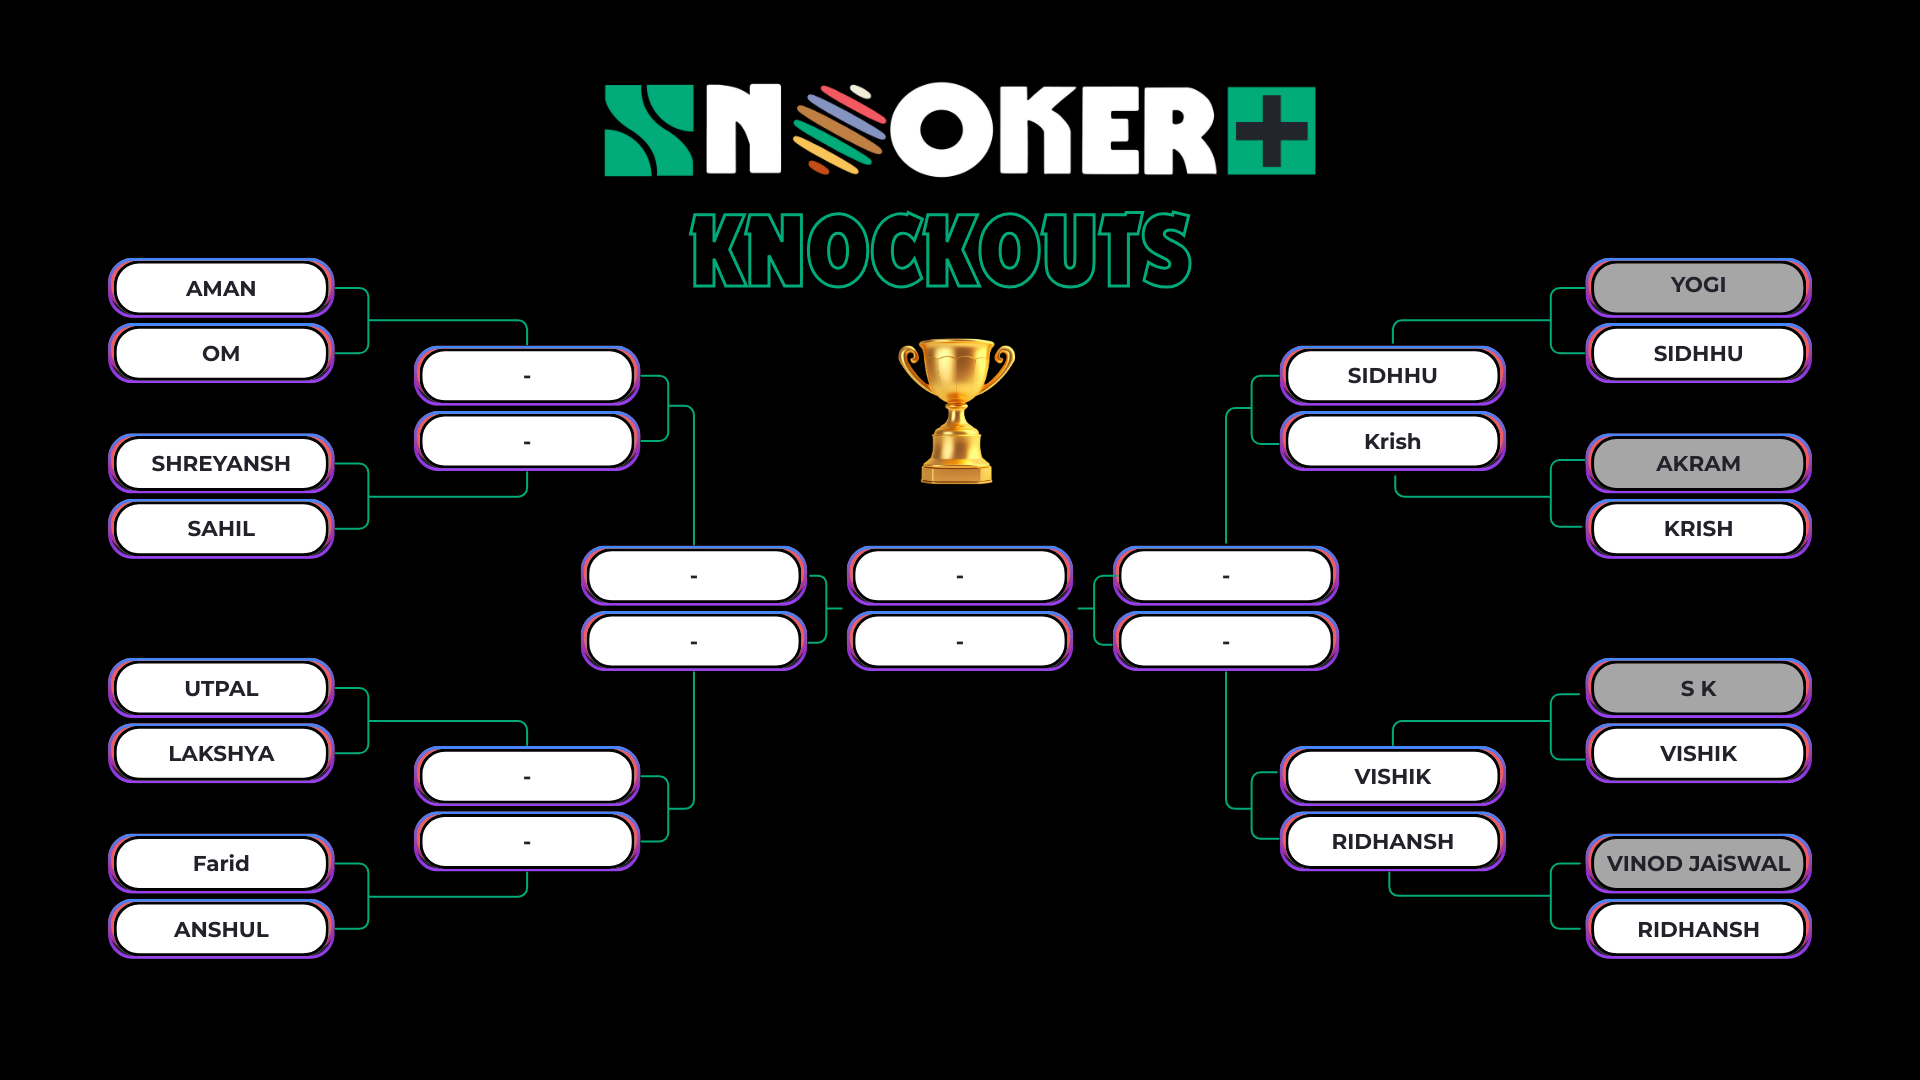 SNOOKER+
KNOCKOUTS
AMAN
OM
SHREYANSH
SAHIL
UTPAL
LAKSHYA
Farid
ANSHUL
-
-
-
-
-
-
-
-
-
-
SIDHHU
Krish
VISHIK
RIDHANSH
YOGI
SIDHHU
AKRAM
KRISH
S K
VISHIK
VINOD JAiSWAL
RIDHANSH